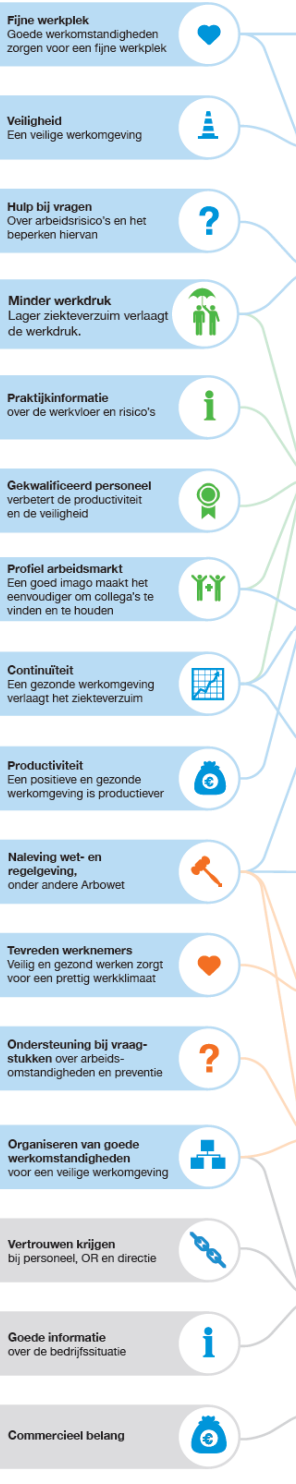 Fijne werkplek
Goede werkomstandigheden
zorgen voor een fijne werkplek
Veiligheid
Een veilige werkomgeving
Hulp bij vragen
Over arbeidsrisico's en het
beperken hiervan
Minder werkdruk
Lager ziekteverzuim verlaagt
de werkdruk.
Praktijkinformatie
over de werkvloer en risico's
Gekwalificeerd personeel
verbetert de productiviteit
en de veiligheid
Profiel arbeidsmarkt
Een goed imago maakt het
eenvoudiger om collega's te
vinden en te houden
Continuïteit
Een gezonde werkomgeving
verlaagt het ziekteverzuim
Productiviteit
Een positieve en gezonde
werkomgeving is productiever
Naleving wet- en
regelgeving,
onder andere Arbowet
Tevreden werknemers
Veilig en gezond werken zorgt
voor een prettig werkklimaat
Ondersteuning bij vraag-
stukken over arbeids-
omstandigheden en preventie
Organiseren van goede
werkomstandigheden
voor een veilige werkomgeving
Vertrouwen krijgen
bij personeel, OR en directie
Goede informatie
over de bedrijfssituatie
Commercieel belang